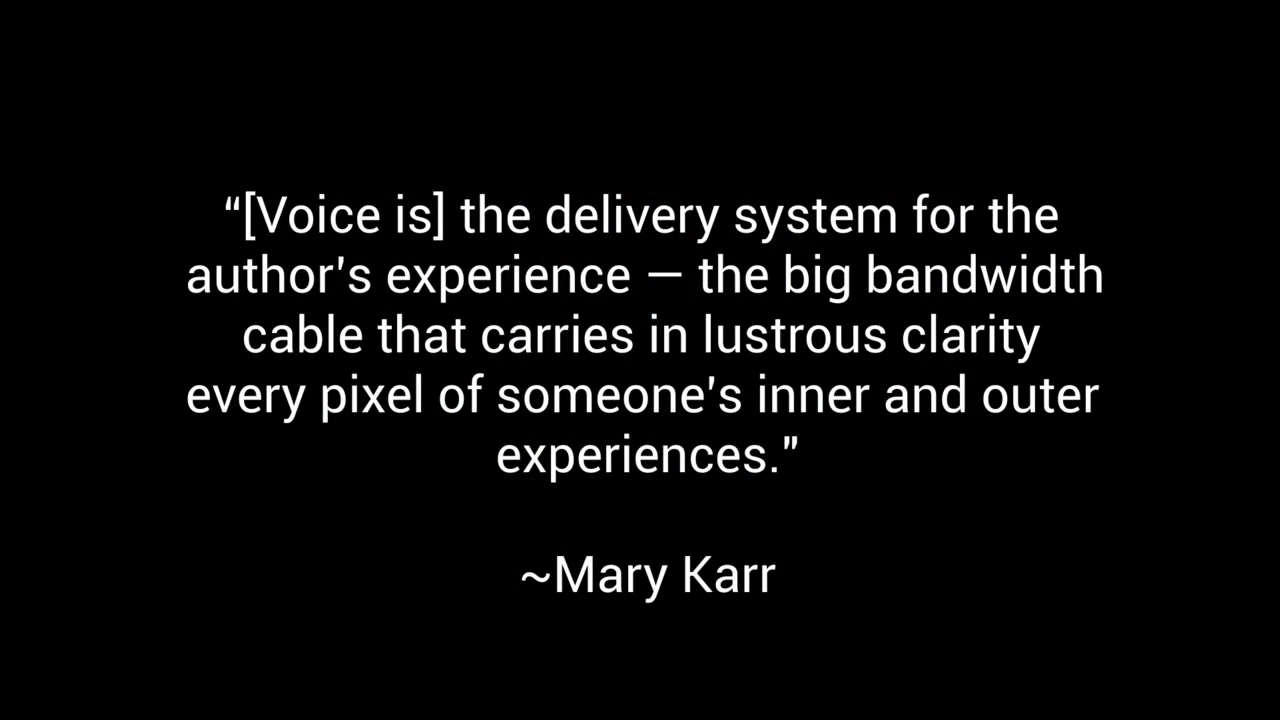 “[Voice is] the delivery system for the
author's experience — the big bandwidth
cable that carries in lustrous clarity
every pixel of someone's inner and outer
experiences."
~Mary Karr